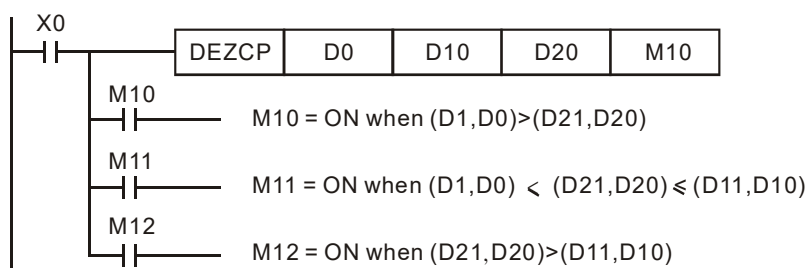 X0
DEZCP D0 D10 D20 M10
M10
M10 = ON when (D1,D0)>(D21,D20)
M11
M11 = ON when (D1,D0) ⩽ (D21,D20) ⩽ (D11,D10)
M12
M12 = ON when (D21,D20)>(D11,D10)